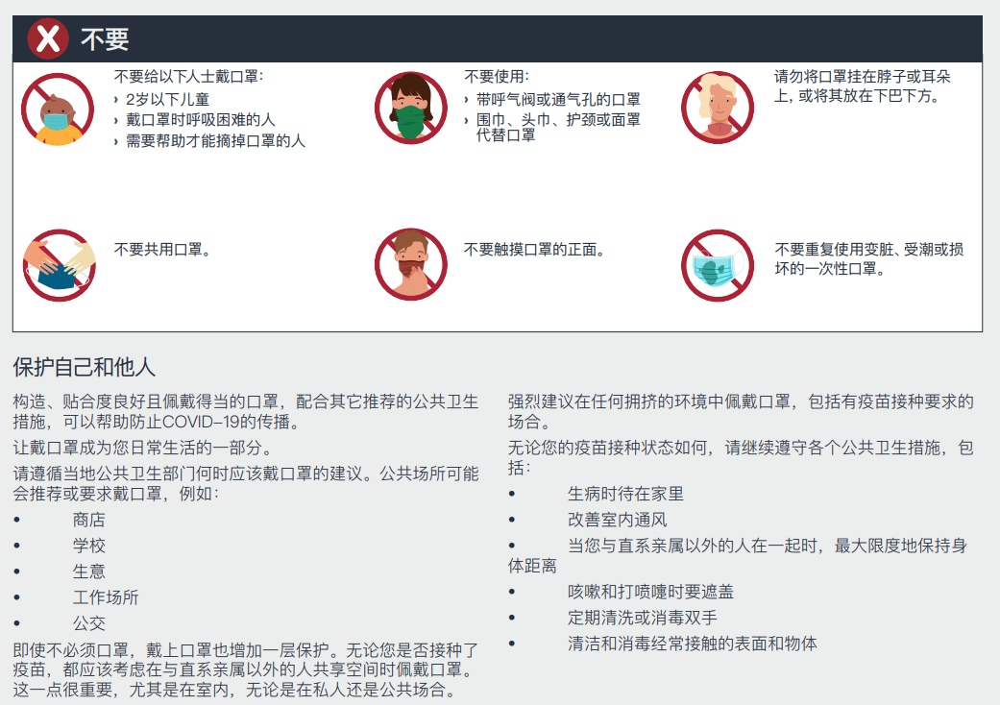 不要
不要给以下人士戴口罩：
› 2岁以下儿童
› 戴口罩时呼吸困难的人
› 需要帮助才能摘掉口罩的人
不要使用：
› 带呼气阀或通气孔的口罩
› 围巾、头巾、护颈或面罩
代替口罩
请勿将口罩挂在脖子或耳朵
上，或将其放在下巴下方。
不要共用口罩。
不要触摸口罩的正面。
不要重复使用变脏、受潮或损
坏的一次性口罩。
保护自己和他人
构造、贴合度良好且佩戴得当的口罩，配合其它推荐的公共卫生
措施，可以帮助防止COVID-19的传播。
让戴口罩成为您日常生活的一部分。
请遵循当地公共卫生部门何时应该戴口罩的建议。公共场所可能
会推荐或要求戴口罩，例如：
• 商店
• 学校
• 生意
• 工作场所
• 公交
即使不必须口罩，戴上口罩也增加一层保护。无论您是否接种了
疫苗，都应该考虑在与直系亲属以外的人共享空间时佩戴口罩。
这一点很重要，尤其是在室内，无论是在私人还是公共场合。
强烈建议在任何拥挤的环境中佩戴口罩，包括有疫苗接种要求的
场合。
无论您的疫苗接种状态如何，请继续遵守各个公共卫生措施，包
括：
• 生病时待在家里
• 改善室内通风
• 当您与直系亲属以外的人在一起时，最大限度地保持身
体距离
• 咳嗽和打喷嚏时要遮盖
• 定期清洗或消毒双手
• 清洁和消毒经常接触的表面和物体